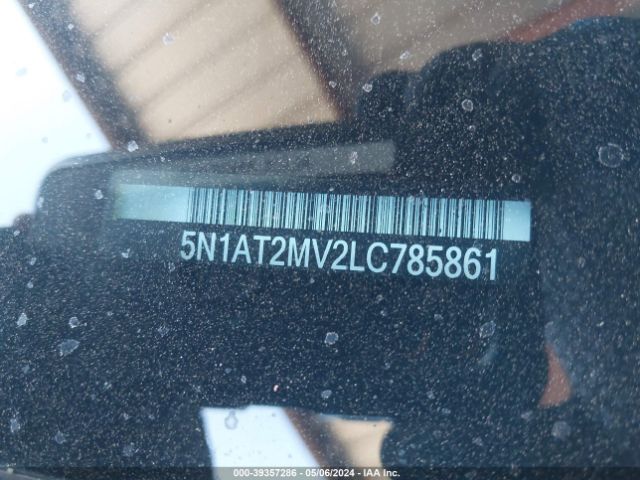 5N1AT2MV2LC785861
000-39357286 - 05/06/2024 - IAA Inc.